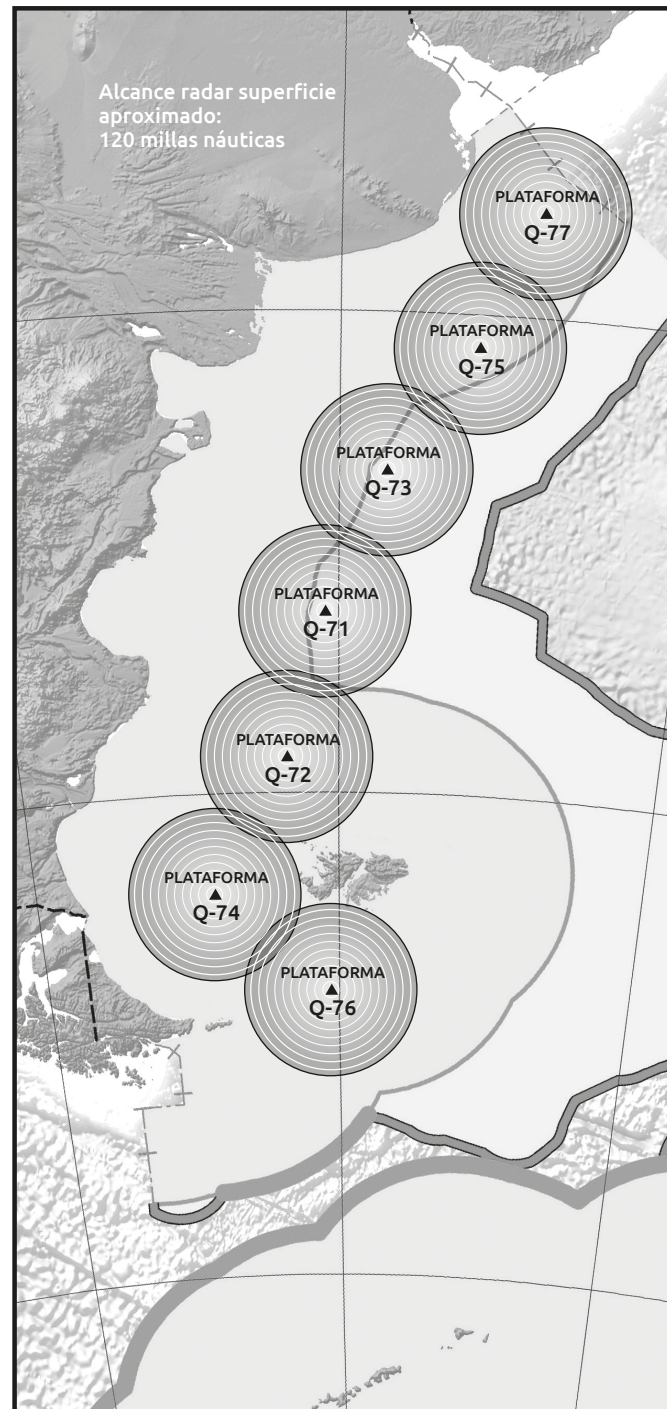 Alcance radar superficie
aproximado:
120 millas náuticas
PLATAFORMA
Q-77
PLATAFORMA
Q-75
PLATAFORMA
Q-73
PLATAFORMA
Q-71
PLATAFORMA
Q-72
PLATAFORMA
Q-74
PLATAFORMA
Q-76